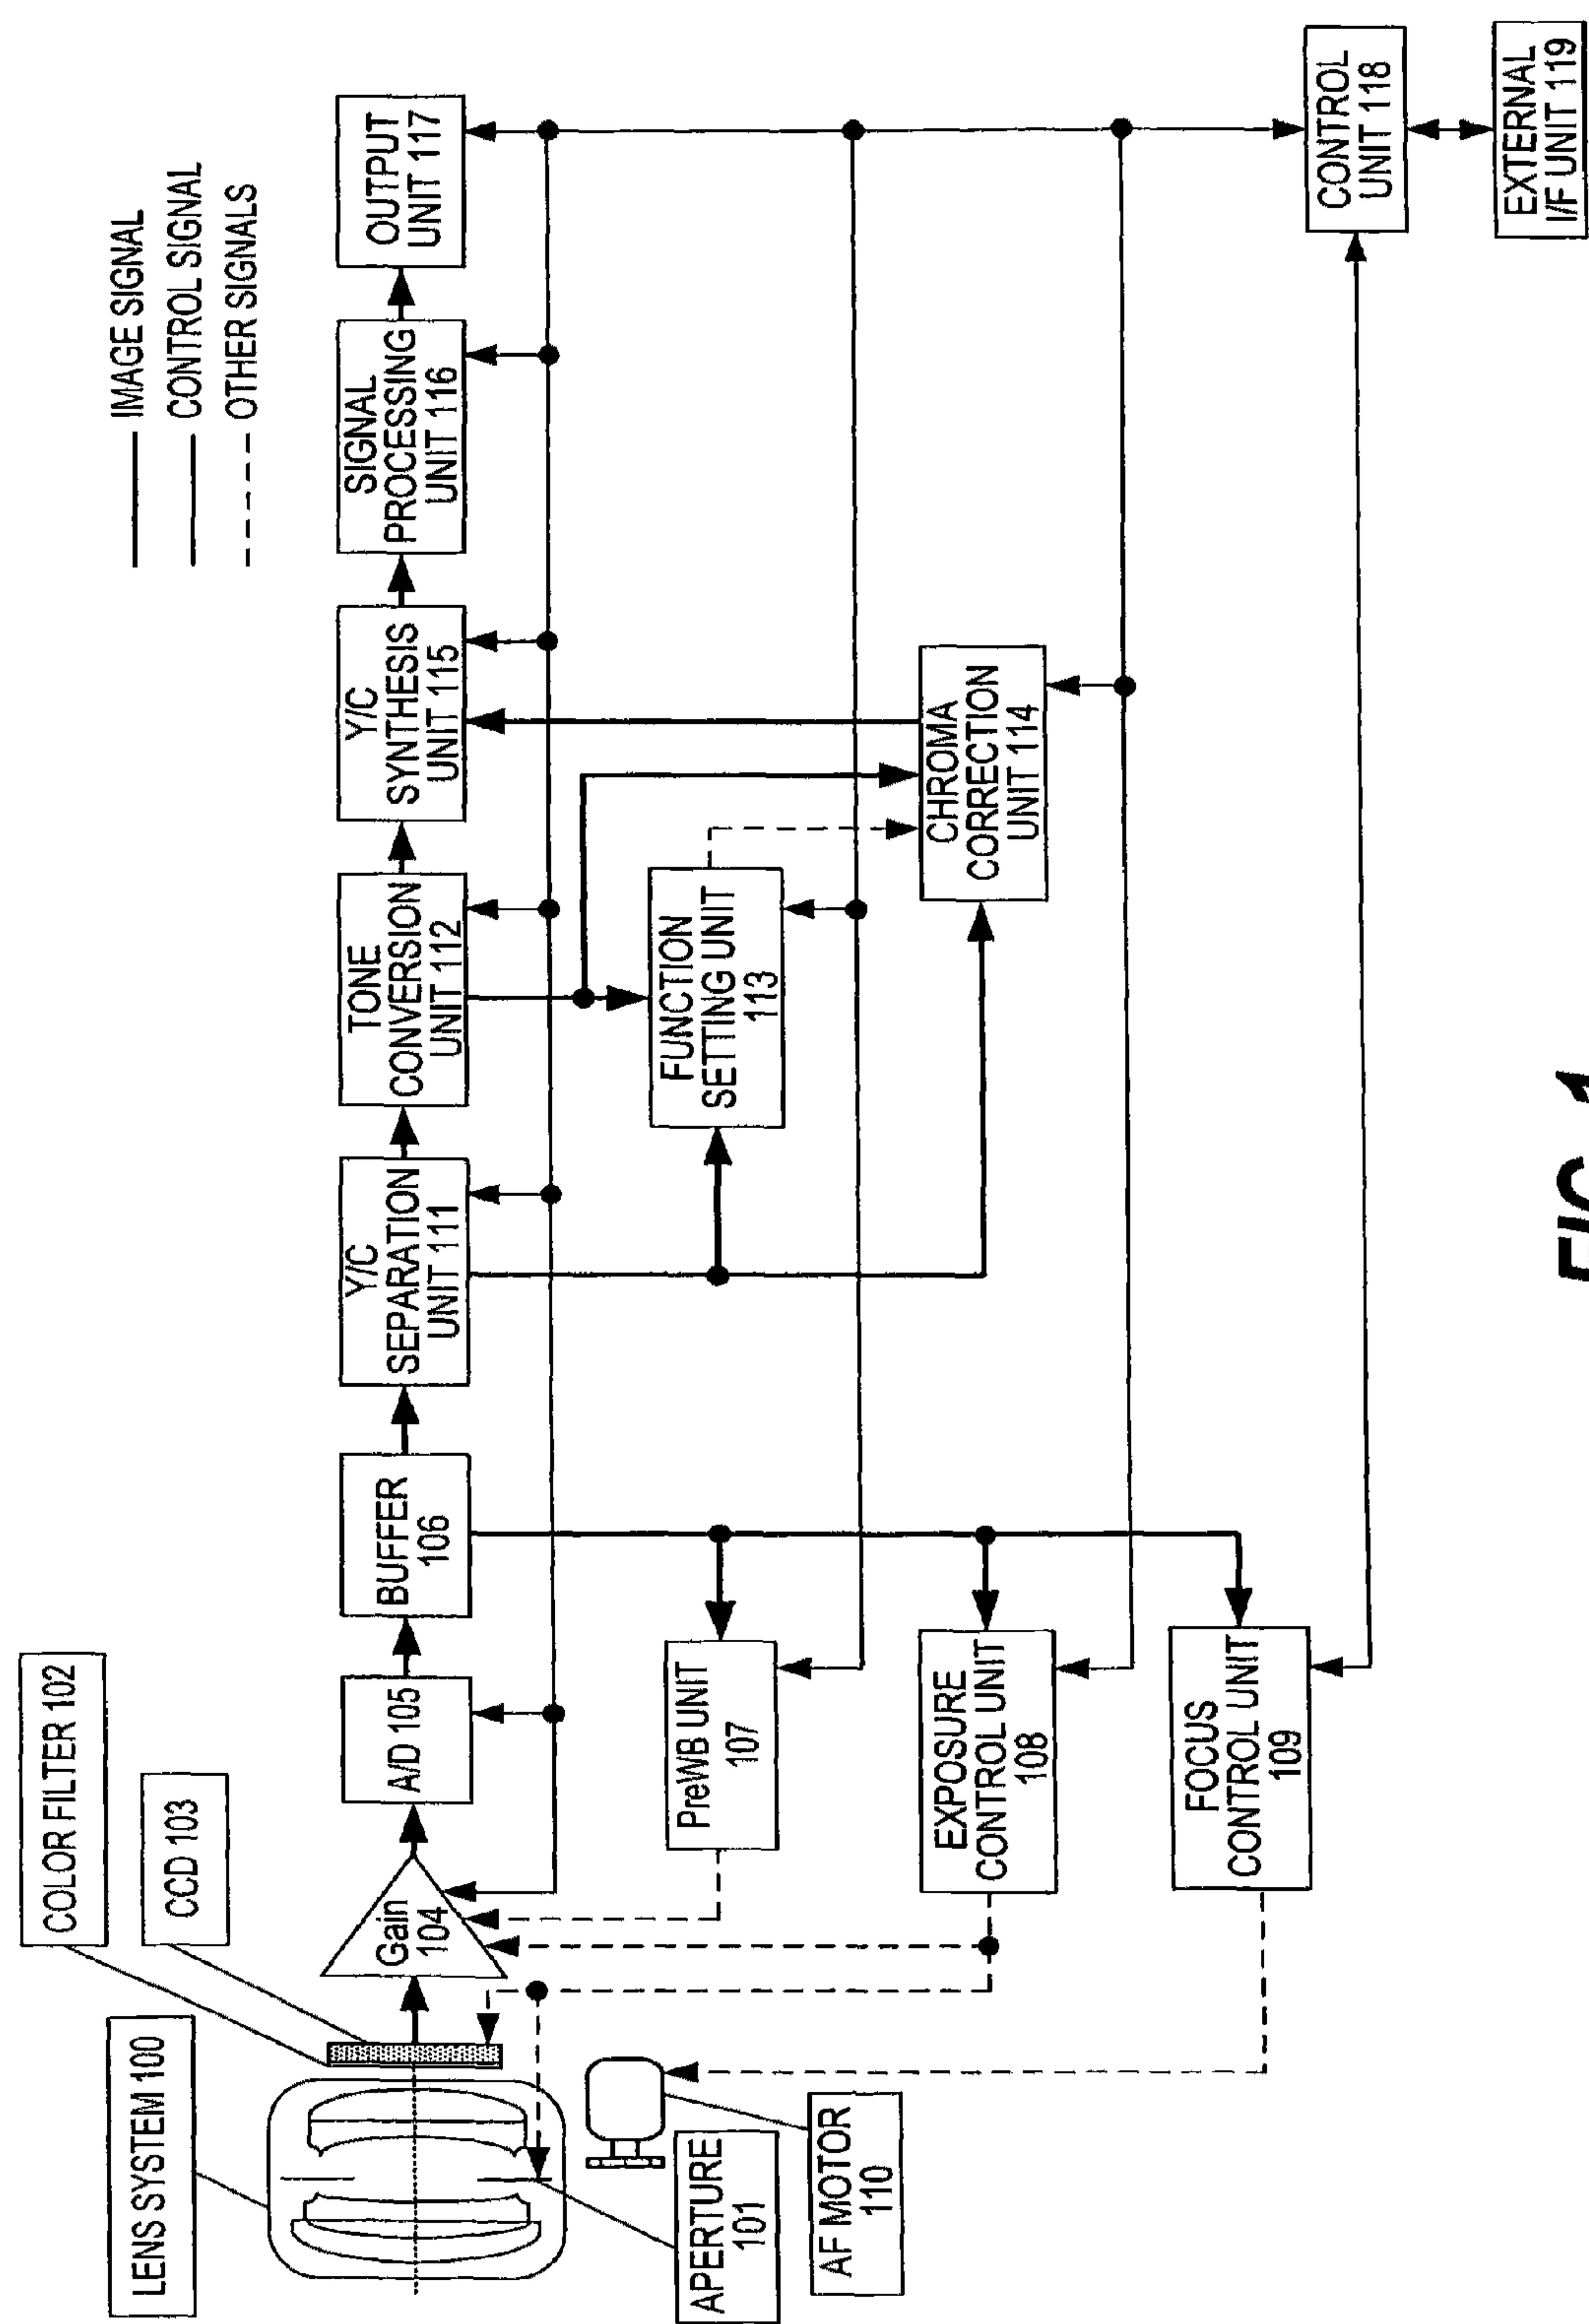 IMAGE SIGNAL
CONTROL SIGNAL
OTHER SIGNALS
LENS SYSTEM 100
COLOR FILTER 102
CCD 103
Gain
104
A/D 105
BUFFER
106
Y/C
SEPARATION
UNIT 111
TONE
CONVERSION
UNIT 112
Y/C
SYNTHESIS
UNIT 115
SIGNAL
PROCESSING
UNIT 116
OUTPUT
UNIT 117
APERTURE
101
AF MOTOR
110
PreWB UNIT
107
FUNCTION
SETTING UNIT
113
EXPOSURE
CONTROL UNIT
108
CHROMA
CORRECTION
UNIT 114
FOCUS
CONTROL UNIT
109
CONTROL
UNIT 118
EXTERNAL
I/F UNIT 119
FIG. 1